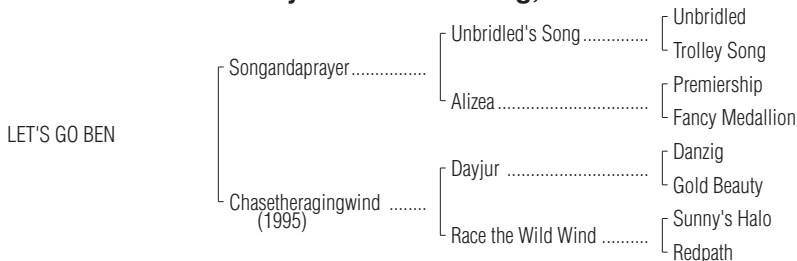 Unbridled
Unbridled's Song..............
Trolley Song
Songandaprayer................
Premiership
Alizea................................
Fancy Medallion
LET'S GO BEN
Danzig
Dayjur ..............................
Gold Beauty
Chasetheragingwind ........
(1995)
Sunny's Halo
Race the Wild Wind ..........
Redpath